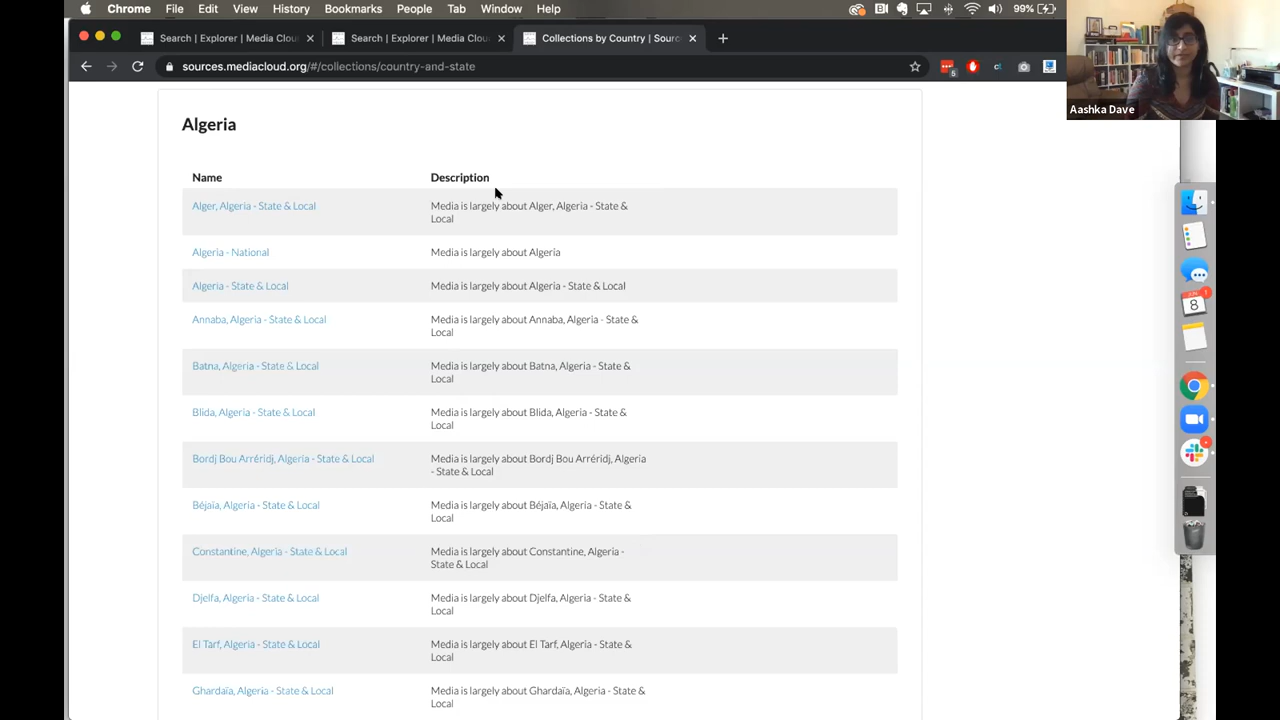 Chrome File Edit View History Bookmarks People Tab Window Help 99%
Search | Explorer | Media Clou
Collections by Country | Sourc
sources.mediacloud.org/#/collections/country-and-state
5
Aashka Dave
Algeria
Name Description
Alger, Algeria - State & Local Media is largely about Alger, Algeria - State &
Local
Algeria - National Media is largely about Algeria
Algeria - State & Local Media is largely about Algeria - State & Local
Annaba, Algeria - State & Local Media is largely about Annaba, Algeria - State &
Local
Batna, Algeria - State & Local Media is largely about Batna, Algeria - State &
Local
Blida, Algeria - State & Local Media is largely about Blida, Algeria - State &
Local
Bordj Bou Arréridj, Algeria - State & Local Media is largely about Bordj Bou Arréridj, Algeria
- State & Local
Béjaïa, Algeria - State & Local Media is largely about Béjaïa, Algeria - State &
Local
Constantine, Algeria - State & Local Media is largely about Constantine, Algeria -
State & Local
Djelfa, Algeria - State & Local Media is largely about Djelfa, Algeria - State &
Local
El Tarf, Algeria - State & Local Media is largely about El Tarf, Algeria - State &
Local
Ghardaïa, Algeria - State & Local Media is largely about Ghardaïa, Algeria - State &
Local
8